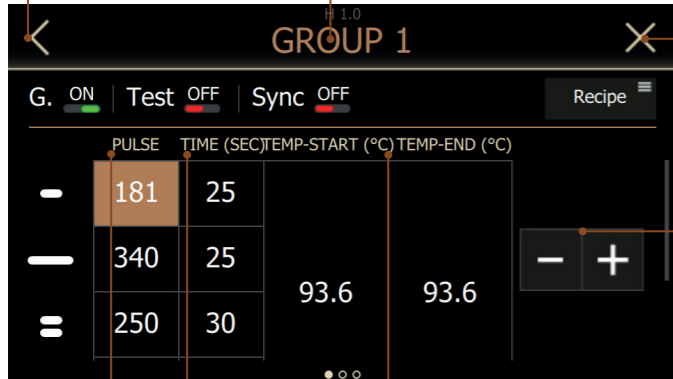 H 1.0
GROUP 1
G. ON Test OFF Sync OFF Recipe
PULSE TIME (SEC) TEMP-START (°C) TEMP-END (°C)
181 25
340 25
93.6 93.6
250 30